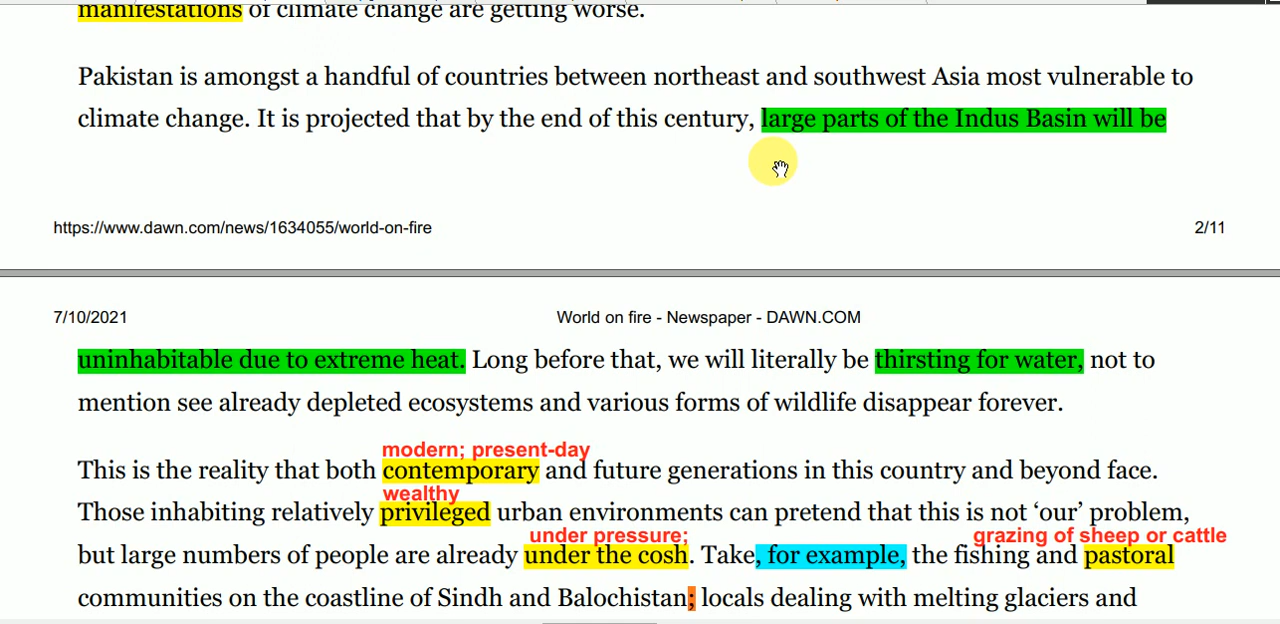 manifestations of climate change are getting worse.
Pakistan is amongst a handful of countries between northeast and southwest Asia most vulnerable to
climate change. It is projected that by the end of this century, large parts of the Indus Basin will be
https://www.dawn.com/news/1634055/world-on-fire 2/11
7/10/2021 World on fire - Newspaper - DAWN.COM
uninhabitable due to extreme heat. Long before that, we will literally be thirsting for water, not to
mention see already depleted ecosystems and various forms of wildlife disappear forever.
modern; present-day
This is the reality that both contemporary and future generations in this country and beyond face.
wealthy
Those inhabiting relatively privileged urban environments can pretend that this is not ‘our’ problem,
under pressure; grazing of sheep or cattle
but large numbers of people are already under the cosh. Take, for example, the fishing and pastoral
communities on the coastline of Sindh and Balochistan; locals dealing with melting glaciers and